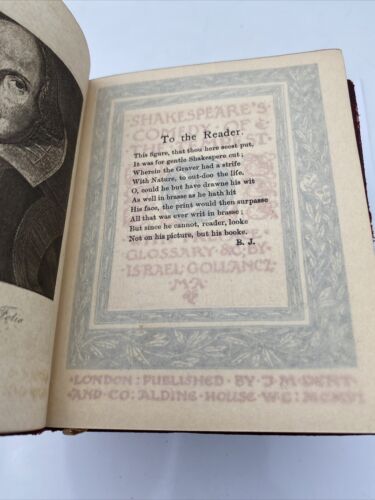 Folio
SHAKESPEARE'S
COMEDY OF
To the Reader.
This figure, that thou here seest put,
It was for gentle Shakespere cut;
Wherein the Graver had a strife
With Nature, to out-doo the life,
O, could he but have drawne his wit
As well in brasse as he hath hit
His face, the print would then surpasse
All that was ever writ in brasse;
But since he cannot, reader, looke
Not on his picture, but his booke.
B. J.
GLOSSARY &C BY
ISRAEL GOLLANCZ
M·A
LONDON : PUBLISHED · BY · J · M · DENT ·
AND · CO : ALDINE · HOUSE · W·C · MCMVI